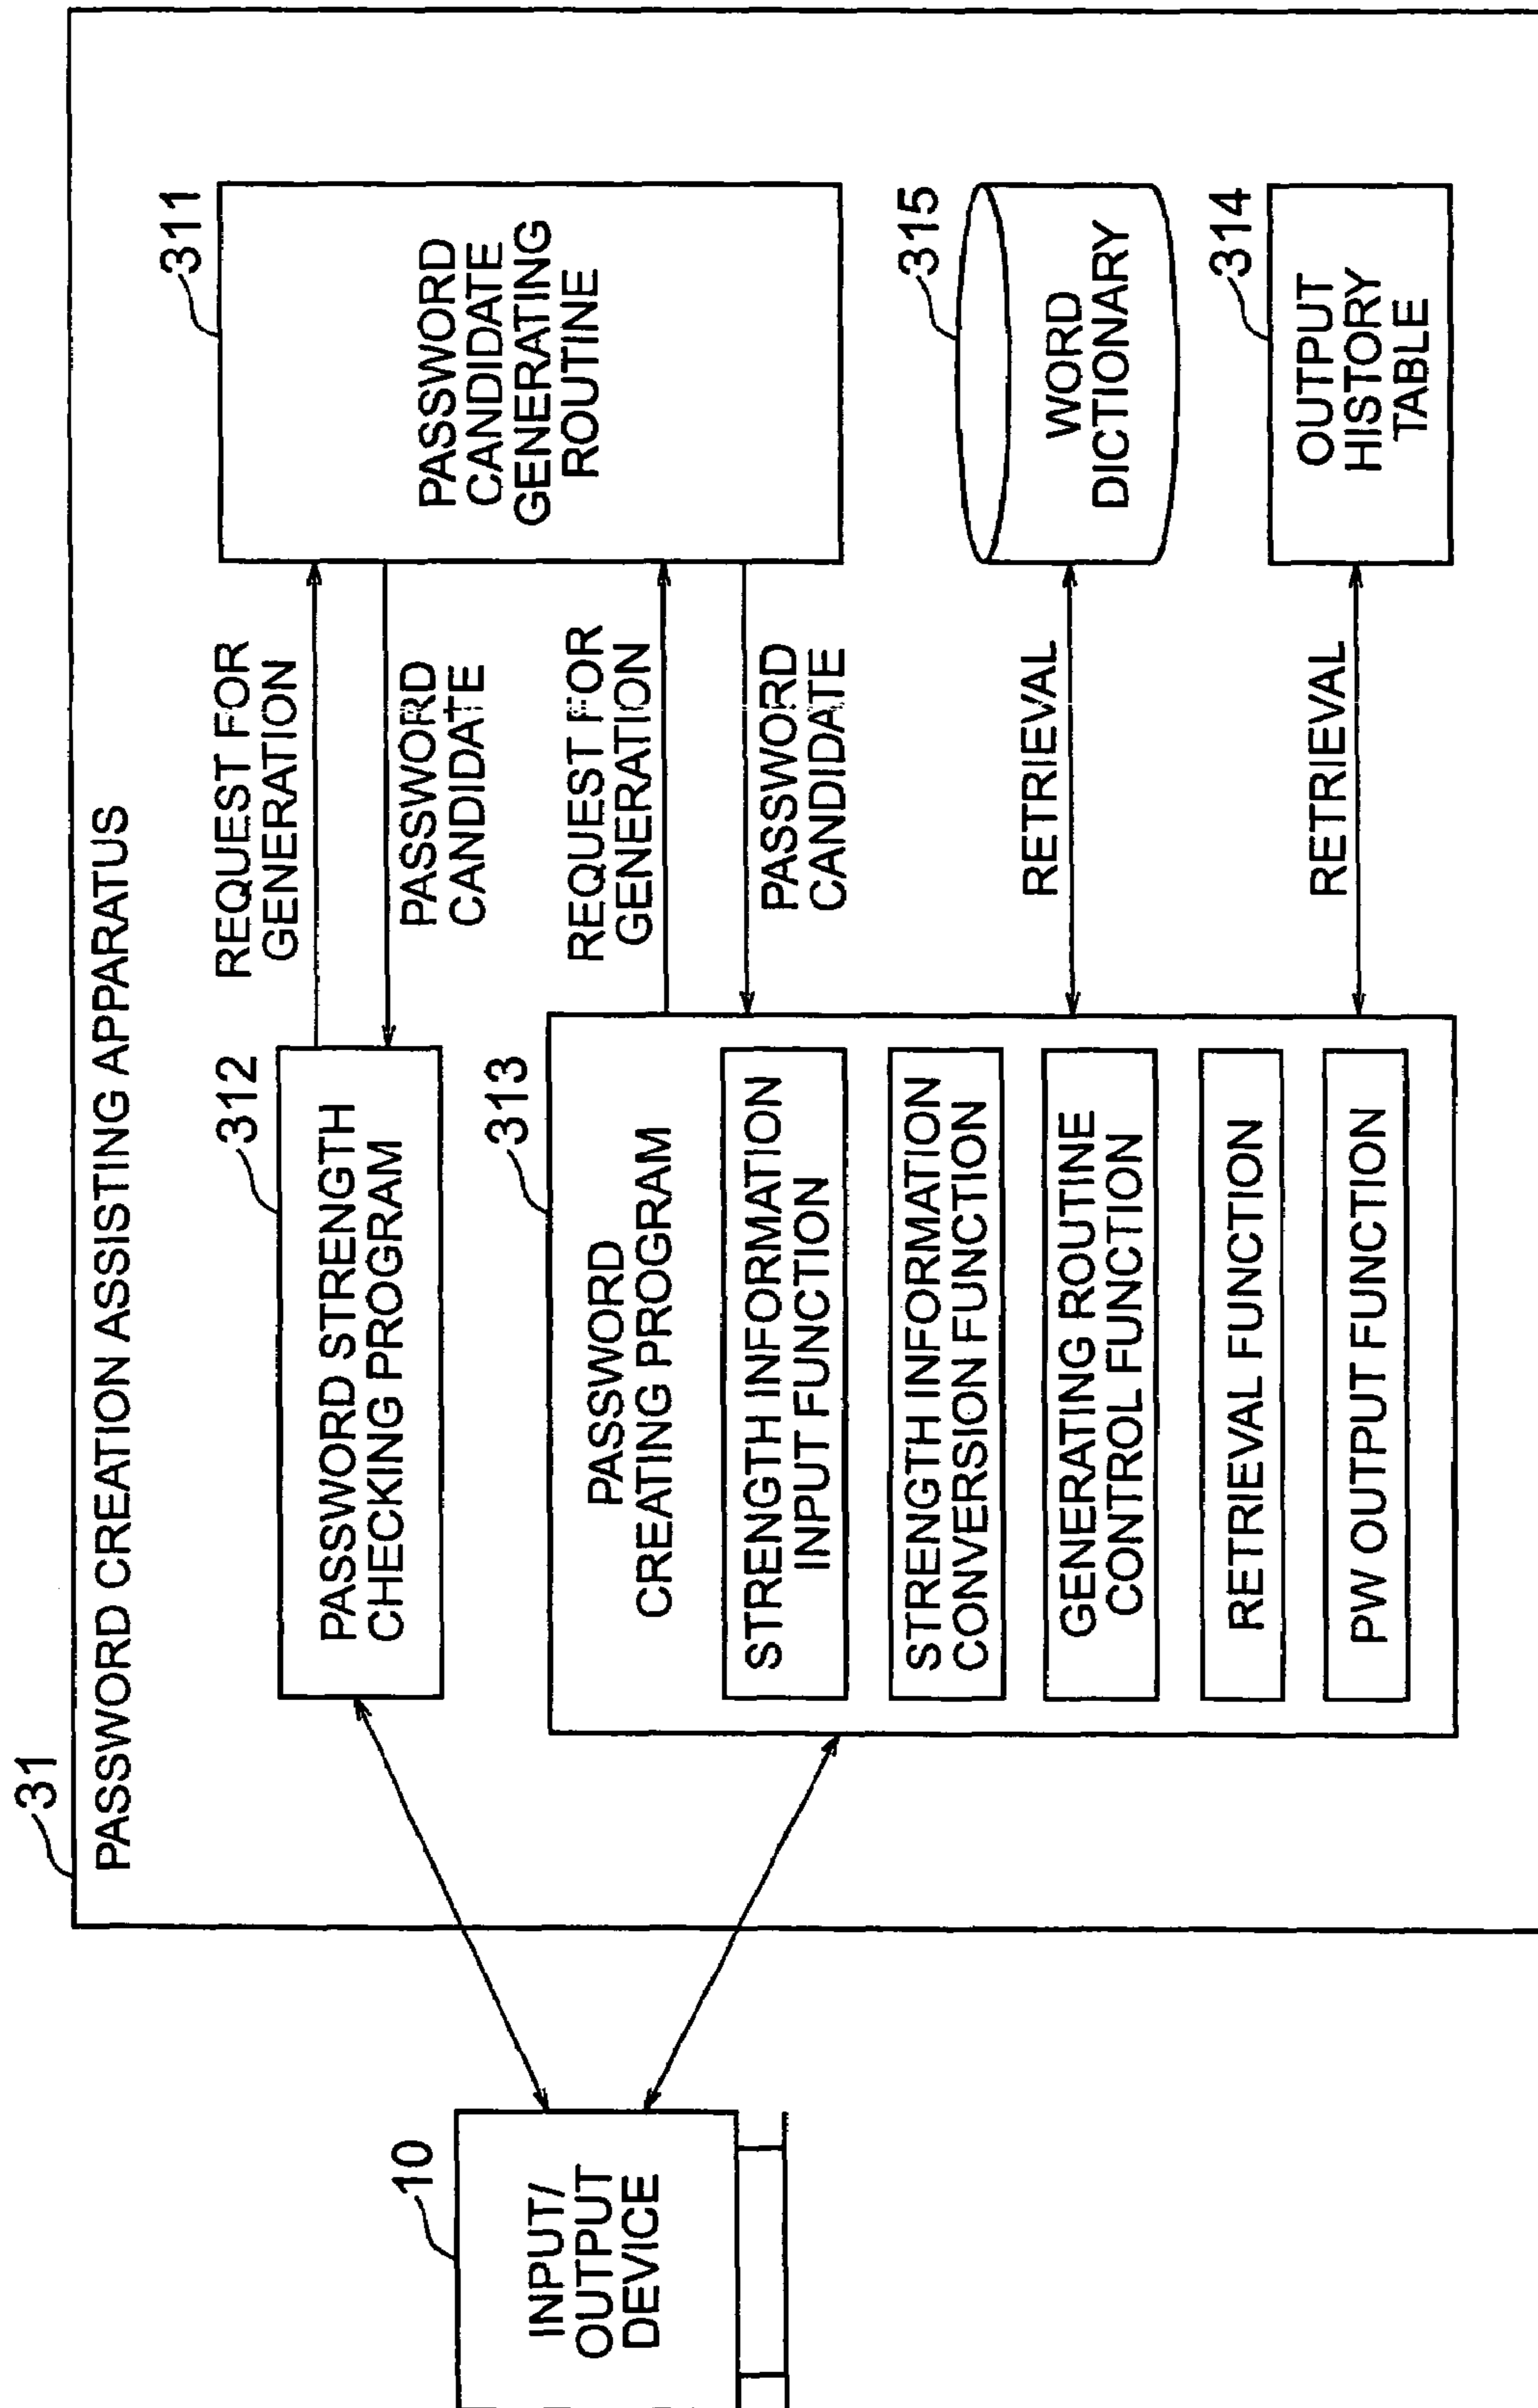 31
PASSWORD CREATION ASSISTING APPARATUS
10
INPUT/
OUTPUT
DEVICE
312
PASSWORD STRENGTH
CHECKING PROGRAM
REQUEST FOR
GENERATION
PASSWORD
CANDIDATE
311
PASSWORD
CANDIDATE
GENERATING
ROUTINE
313
PASSWORD
CREATING PROGRAM
STRENGTH INFORMATION
INPUT FUNCTION
STRENGTH INFORMATION
CONVERSION FUNCTION
GENERATING ROUTINE
CONTROL FUNCTION
RETRIEVAL FUNCTION
PW OUTPUT FUNCTION
REQUEST FOR
GENERATION
PASSWORD
CANDIDATE
RETRIEVAL
315
WORD
DICTIONARY
RETRIEVAL
314
OUTPUT
HISTORY
TABLE